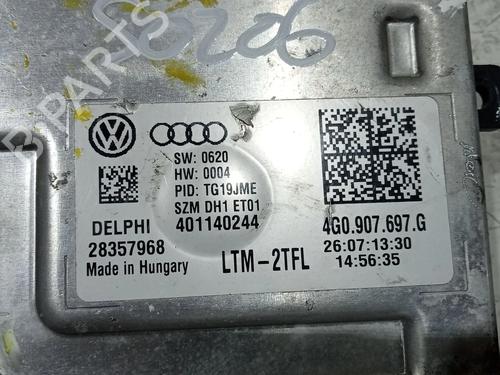 50206
B-PARTS
SW: 0620
HW: 0004
PID: TG19JME
SZM DH1 ET01
DELPHI 401140244
28357968
Made in Hungary
LTM-2TFL
4G0.907.697.G
26:07:13:30
14:56:35